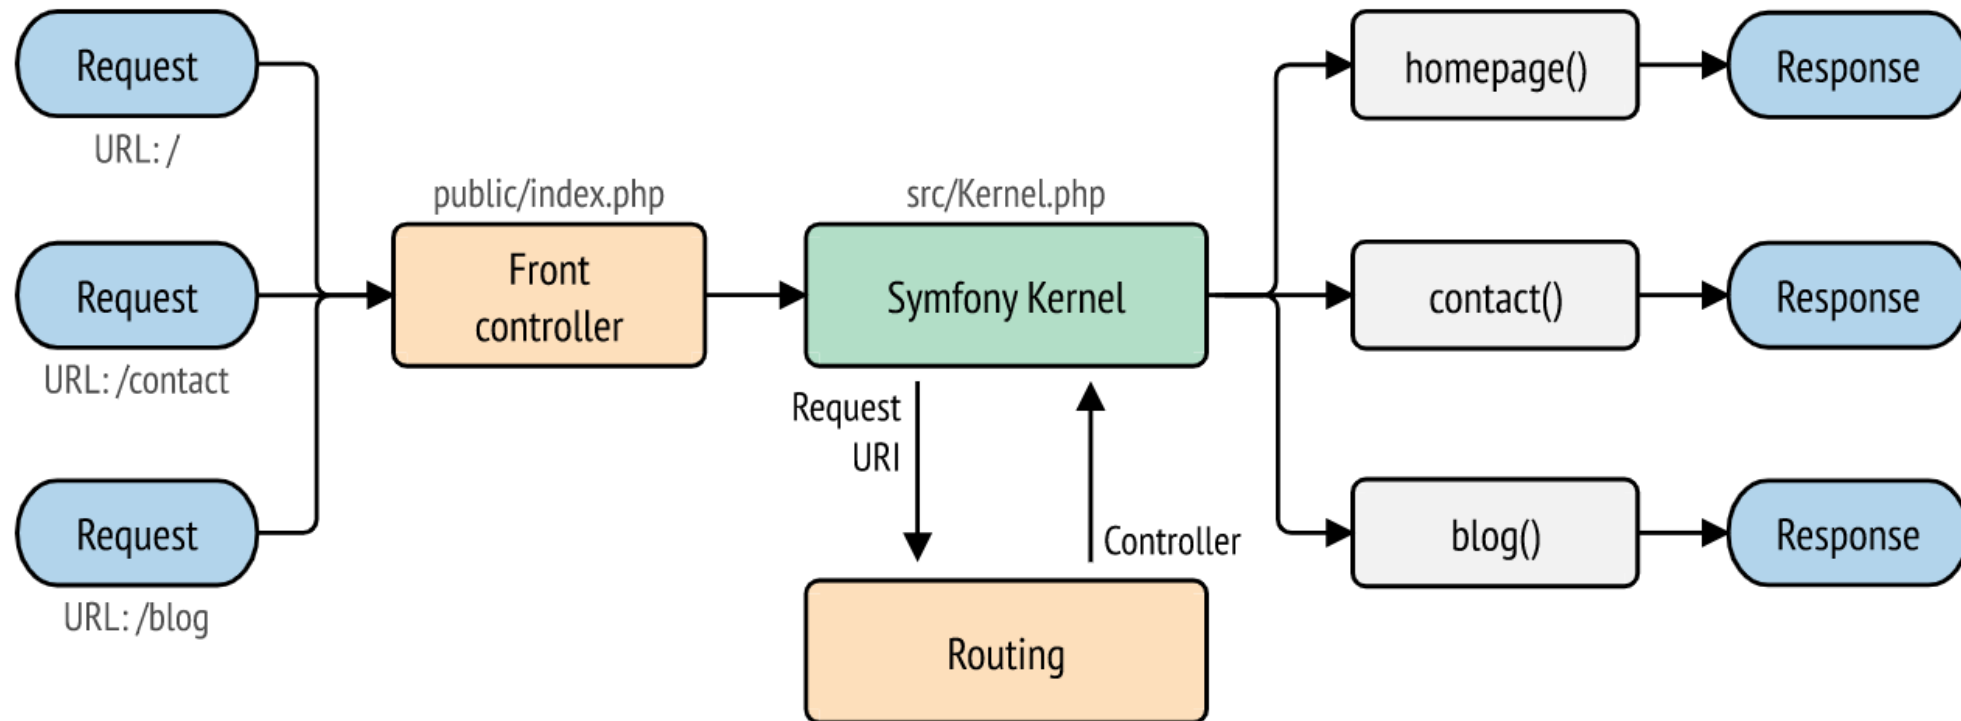 Request
URL: /
Request
URL: /contact
Request
URL: /blog
public/index.php
Front
controller
src/Kernel.php
Symfony Kernel
Request
URI
Controller
Routing
homepage()
Response
contact()
Response
blog()
Response